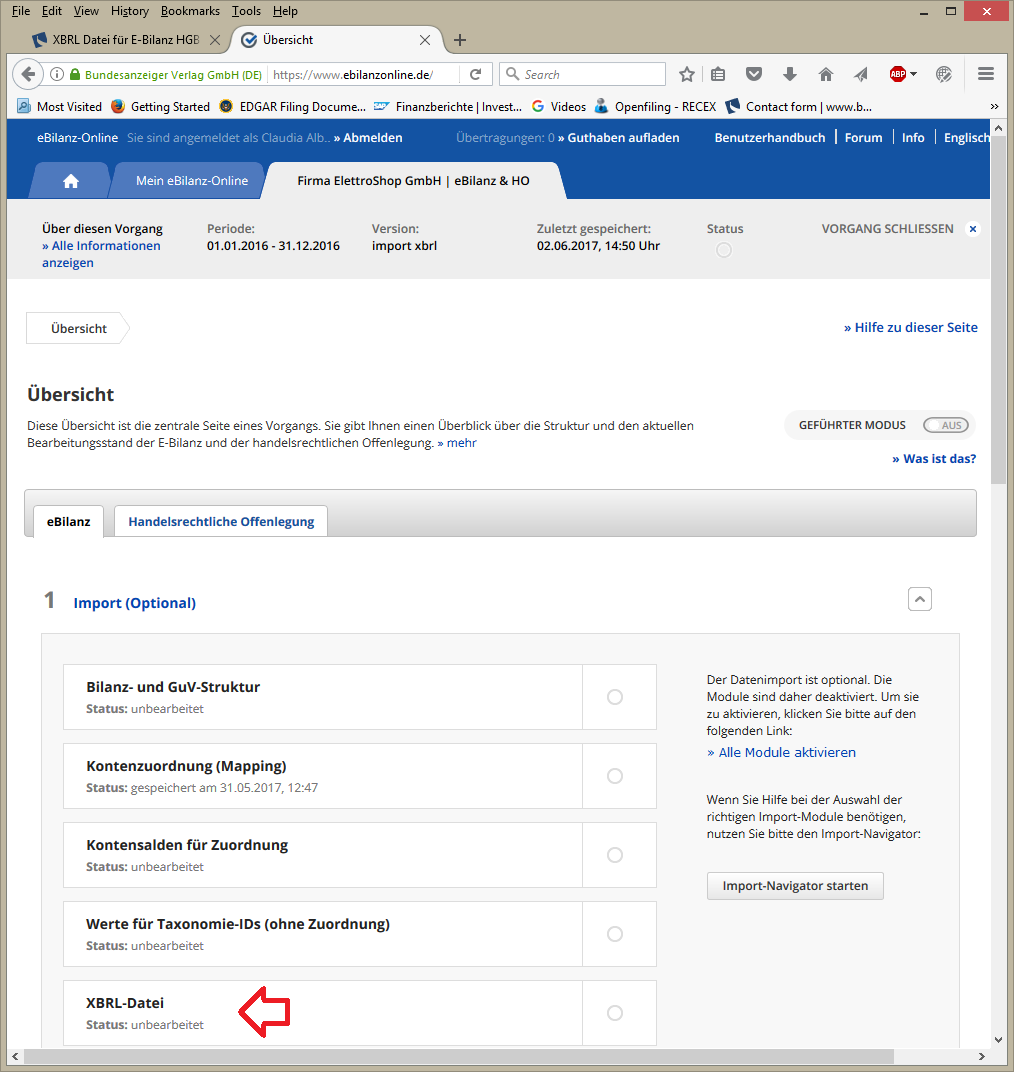 File Edit View History Bookmarks Tools Help
XBRL Datei für E-Bilanz HGB
Übersicht
Bundesanzeiger Verlag GmbH (DE) https://www.ebilanzonline.de/ Search ABP
Most Visited Getting Started EDGAR Filing Docume... Finanzberichte | Invest... Videos Openfiling - RECEX Contact form | www.b... »
eBilanz-Online Sie sind angemeldet als Claudia Alb.. » Abmelden Übertragungen: 0 » Guthaben aufladen Benutzerhandbuch Forum Info Englisch
Mein eBilanz-Online Firma ElettroShop GmbH | eBilanz & HO
Über diesen Vorgang Periode: Version: Zuletzt gespeichert: Status VORGANG SCHLIESSEN
» Alle Informationen 01.01.2016 - 31.12.2016 import xbrl 02.06.2017, 14:50 Uhr
anzeigen
Übersicht » Hilfe zu dieser Seite
Übersicht
Diese Übersicht ist die zentrale Seite eines Vorgangs. Sie gibt Ihnen einen Überblick über die Struktur und den aktuellen
Bearbeitungsstand der E-Bilanz und der handelsrechtlichen Offenlegung. » mehr
GEFÜHRTER MODUS AUS
» Was ist das?
eBilanz Handelsrechtliche Offenlegung
1 Import (Optional)
Bilanz- und GuV-Struktur
Status: unbearbeitet
Kontenzuordnung (Mapping)
Status: gespeichert am 31.05.2017, 12:47
Kontensalden für Zuordnung
Status: unbearbeitet
Werte für Taxonomie-IDs (ohne Zuordnung)
Status: unbearbeitet
XBRL-Datei
Status: unbearbeitet
Der Datenimport ist optional. Die
Module sind daher deaktiviert. Um sie
zu aktivieren, klicken Sie bitte auf den
folgenden Link:
» Alle Module aktivieren
Wenn Sie Hilfe bei der Auswahl der
richtigen Import-Module benötigen,
nutzen Sie bitte den Import-Navigator:
Import-Navigator starten